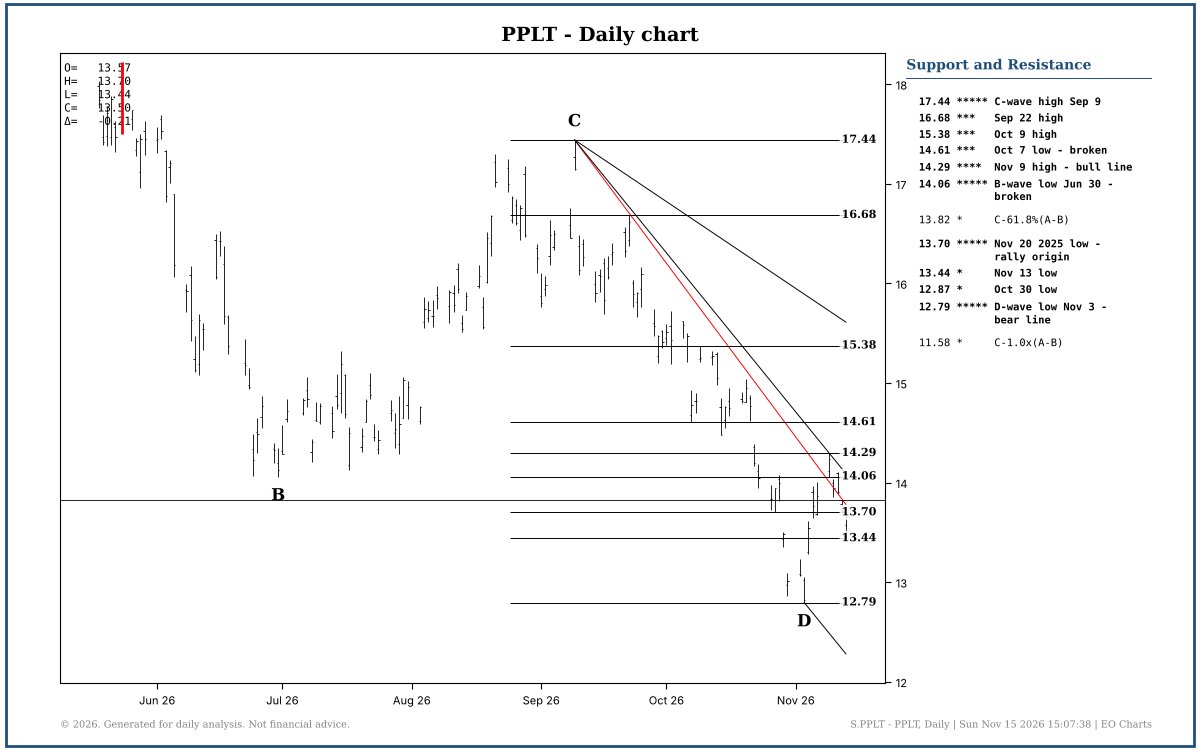 PPLT - Daily chart
O= 13.57
H= 13.70
L= 13.44
C= 13.50
Δ= -0.21
C
B
D
17.44
16.68
15.38
14.61
14.29
14.06
13.70
13.44
12.79
18
17
16
15
14
13
12
Jun 26
Jul 26
Aug 26
Sep 26
Oct 26
Nov 26
Support and Resistance
17.44 ***** C-wave high Sep 9
16.68 *** Sep 22 high
15.38 *** Oct 9 high
14.61 *** Oct 7 low - broken
14.29 **** Nov 9 high - bull line
14.06 ***** B-wave low Jun 30 -
broken
13.82 * C-61.8%(A-B)
13.70 ***** Nov 20 2025 low -
rally origin
13.44 * Nov 13 low
12.87 * Oct 30 low
12.79 ***** D-wave low Nov 3 -
bear line
11.58 * C-1.0x(A-B)
© 2026. Generated for daily analysis. Not financial advice.
S.PPLT - PPLT, Daily | Sun Nov 15 2026 15:07:38 | EO Charts